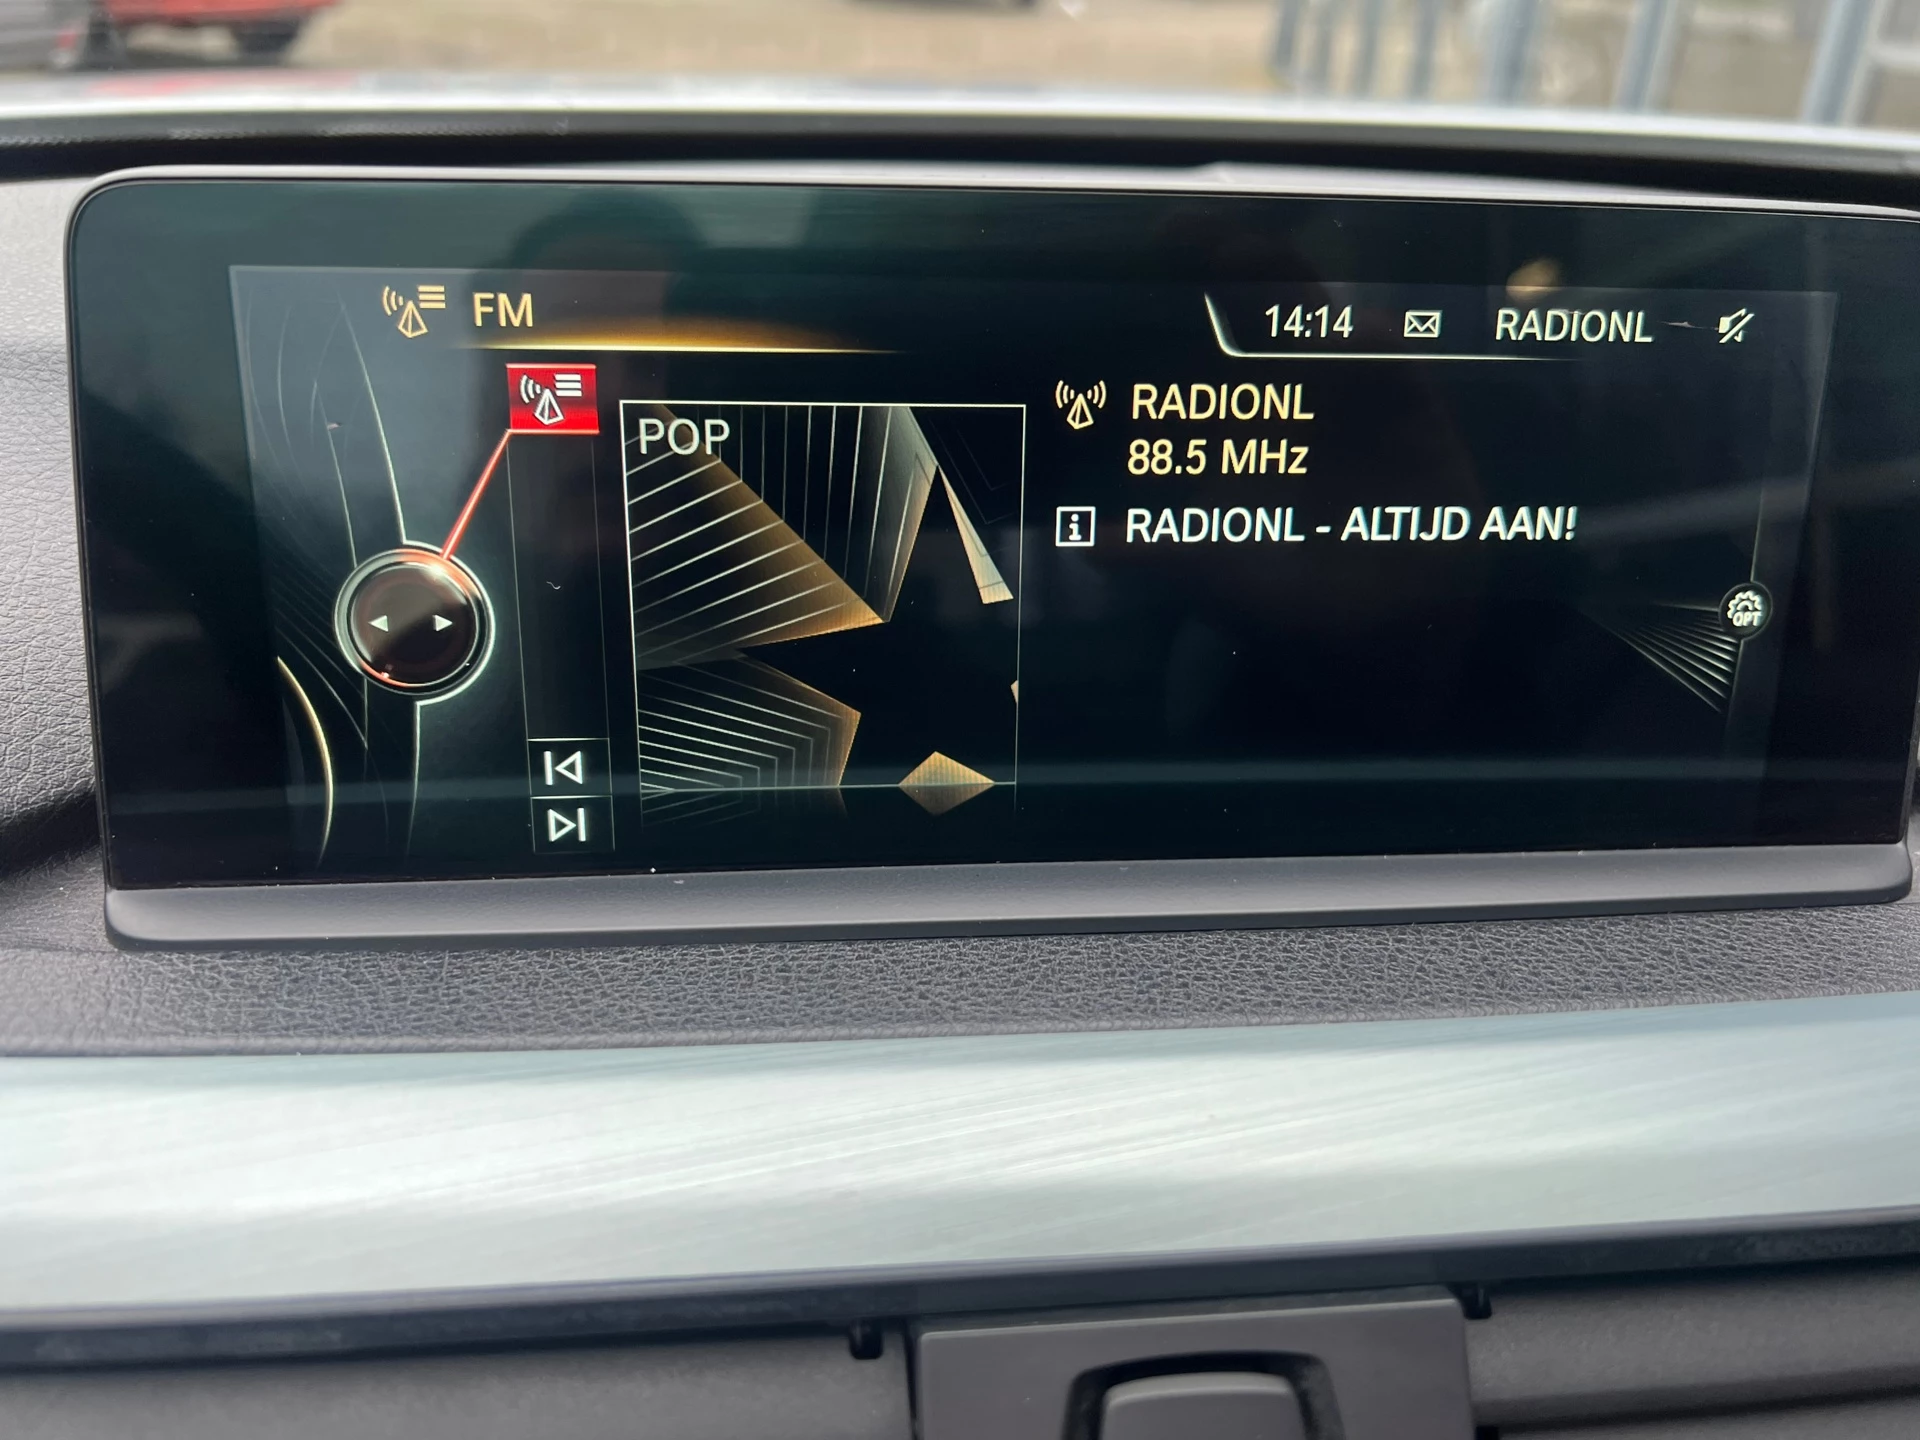 FM
14:14 RADIONL
POP
RADIONL
88.5 MHz
RADIONL - ALTIJD AAN!
OPT